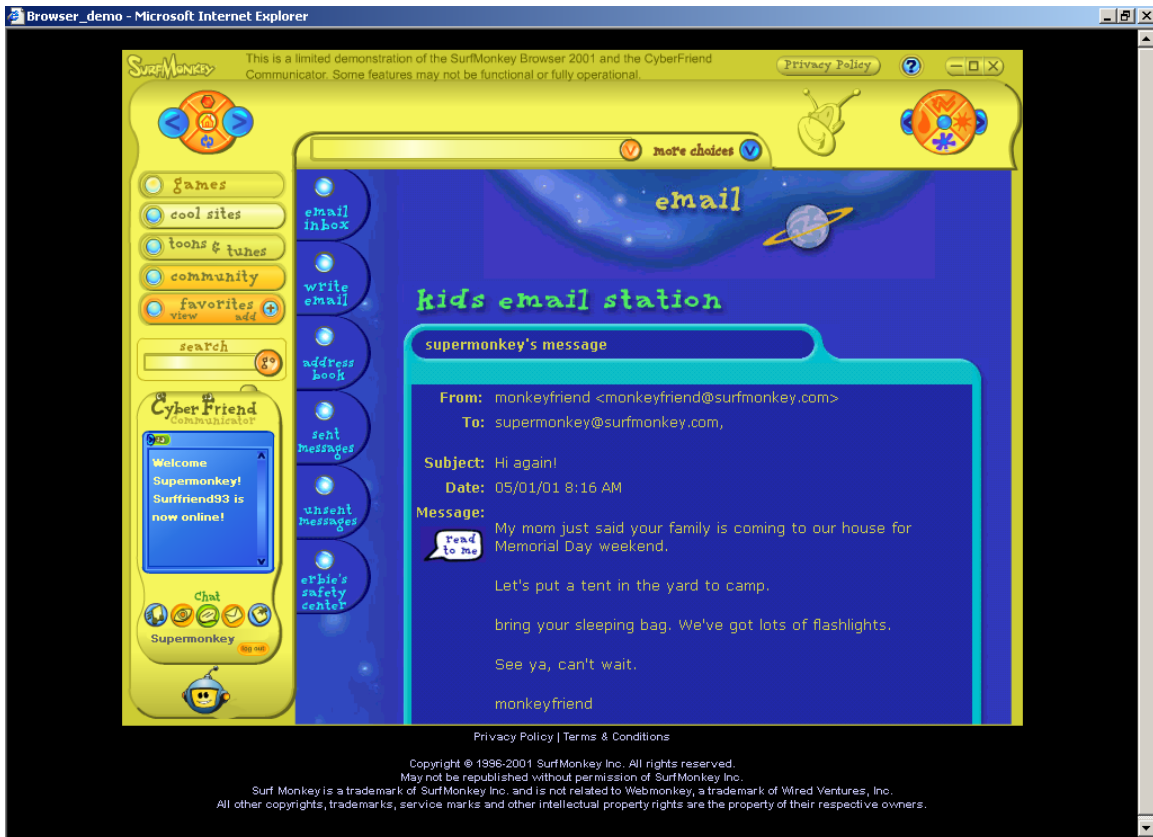 Browser_demo - Microsoft Internet Explorer
SurfMonkey
This is a limited demonstration of the SurfMonkey Browser 2001 and the CyberFriend
Communicator. Some features may not be functional or fully operational.
Privacy Policy
?
more choices
games
cool sites
toons & tunes
community
favorites
view add
search
go
Cyber Friend
Communicator
Welcome
Supermonkey!
Surffriend93 is
now online!
Chat
Supermonkey
log out
email
inbox
write
email
address
book
sent
messages
unsent
messages
erbie's
safety
center
email
kids email station
supermonkey's message
From: monkeyfriend <monkeyfriend@surfmonkey.com>
To: supermonkey@surfmonkey.com,
Subject: Hi again!
Date: 05/01/01 8:16 AM
Message:
read
to me
My mom just said your family is coming to our house for
Memorial Day weekend.
Let's put a tent in the yard to camp.
bring your sleeping bag. We've got lots of flashlights.
See ya, can't wait.
monkeyfriend
Privacy Policy | Terms & Conditions
Copyright © 1996-2001 SurfMonkey Inc. All rights reserved.
May not be republished without permission of SurfMonkey Inc.
Surf Monkey is a trademark of SurfMonkey Inc. and is not related to Webmonkey, a trademark of Wired Ventures, Inc.
All other copyrights, trademarks, service marks and other intellectual property rights are the property of their respective owners.